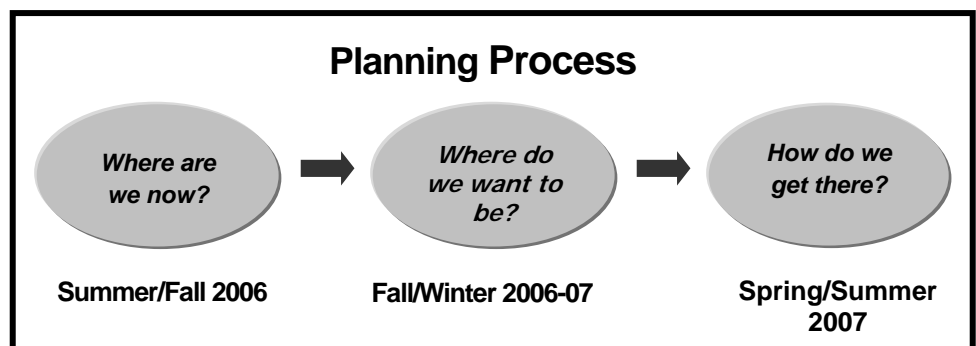 Planning Process
Where are
we now?
Where do
we want to
be?
How do we
get there?
Summer/Fall 2006
Fall/Winter 2006-07
Spring/Summer
2007